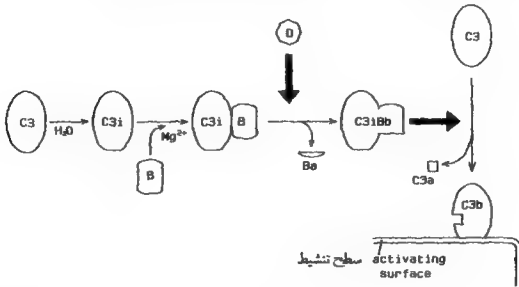 D
C3
C3
H₂O
C3i
Mg²⁺
B
C3i
B
Ba
C3iBb
C3a
C3b
سطح تنشيط
activating
surface